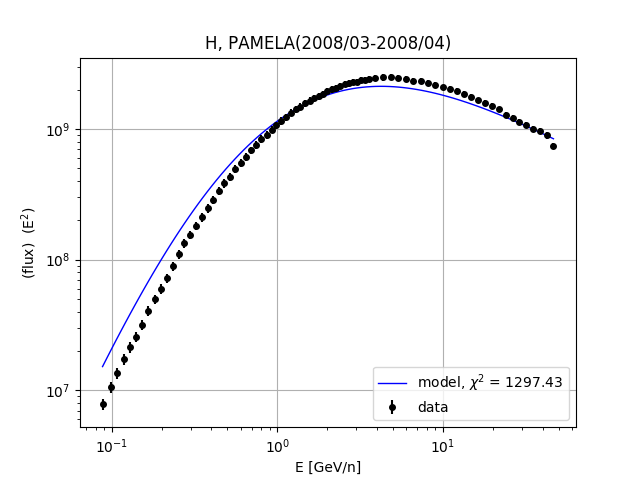 H, PAMELA(2008/03-2008/04)
(flux) (E²)
10⁹
10⁸
10⁷
10⁻¹
10⁰
10¹
E [GeV/n]
model, χ² = 1297.43
data